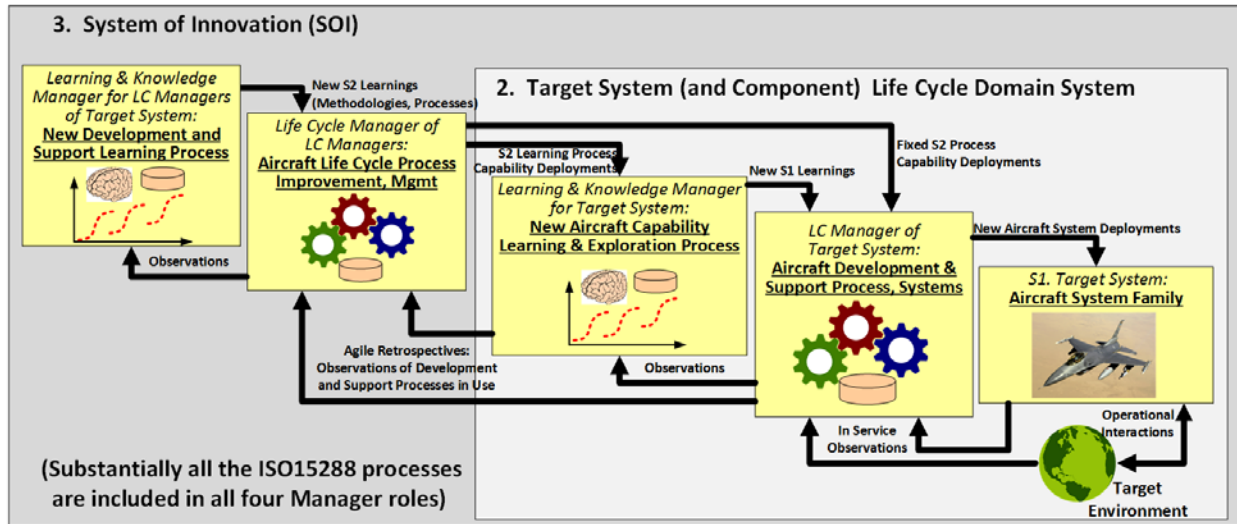 3. System of Innovation (SOI)
Learning & Knowledge
Manager for LC Managers
of Target System:
New Development and
Support Learning Process
New S2 Learnings
(Methodologies, Processes)
Observations
Life Cycle Manager of
LC Managers:
Aircraft Life Cycle Process
Improvement, Mgmt
2. Target System (and Component) Life Cycle Domain System
S2 Learning Process
Capability Deployments
Fixed S2 Process
Capability Deployments
Learning & Knowledge Manager
for Target System:
New Aircraft Capability
Learning & Exploration Process
New S1 Learnings
LC Manager of
Target System:
Aircraft Development &
Support Process, Systems
New Aircraft System Deployments
S1. Target System:
Aircraft System Family
Agile Retrospectives:
Observations of Development
and Support Processes in Use
Observations
In Service
Observations
Operational
Interactions
Target
Environment
(Substantially all the ISO15288 processes
are included in all four Manager roles)